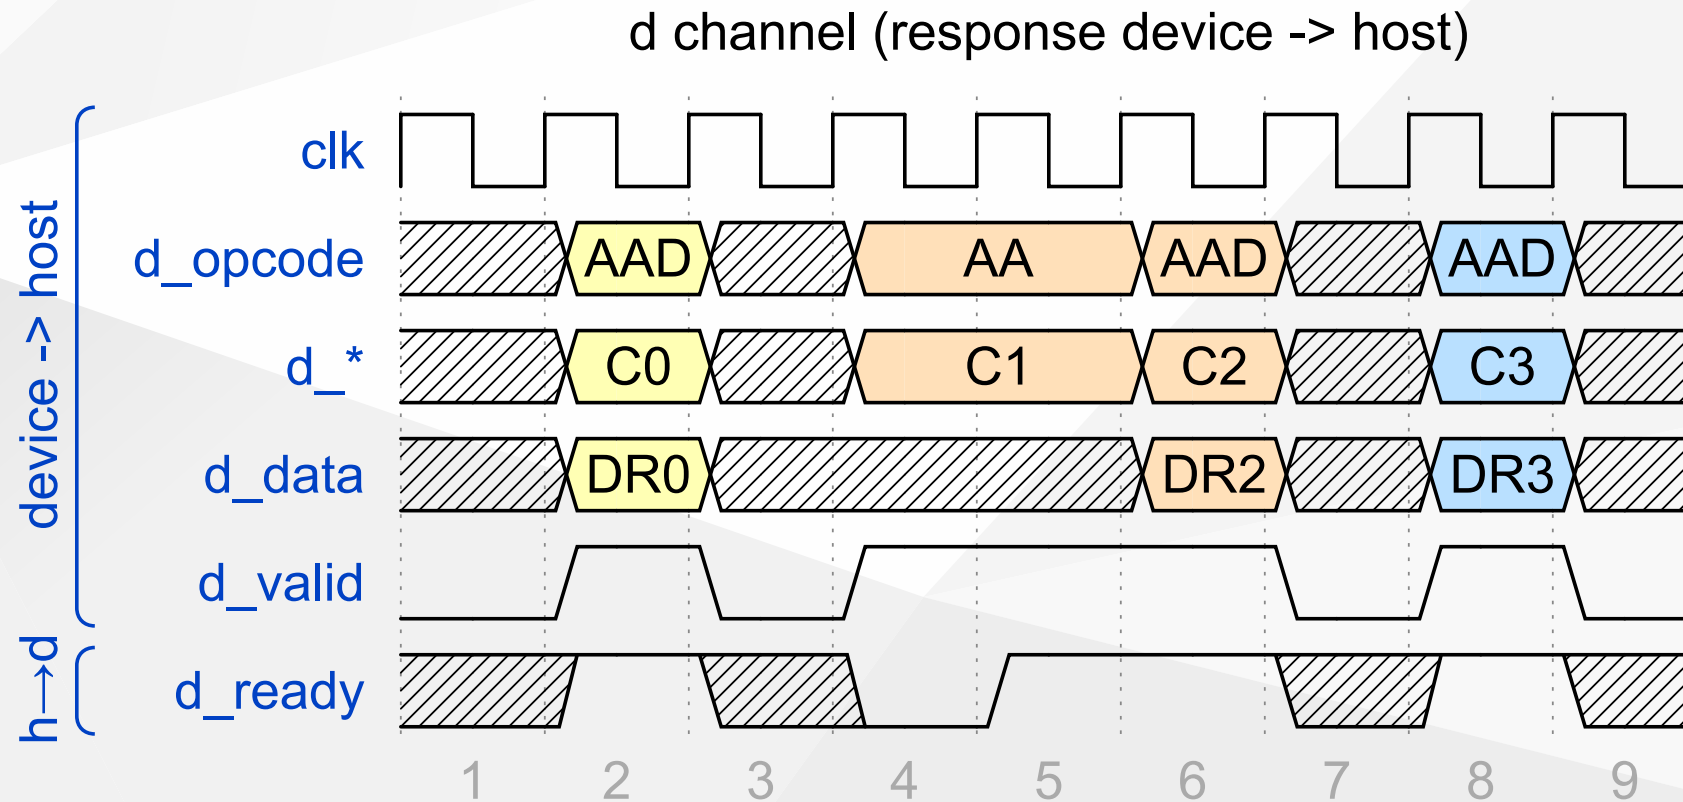 d channel (response device -> host)
device -> host
clk
d_opcode AAD AA AAD AAD
d_* C0 C1 C2 C3
d_data DR0 DR2 DR3
d_valid
h→d
d_ready
1 2 3 4 5 6 7 8 9